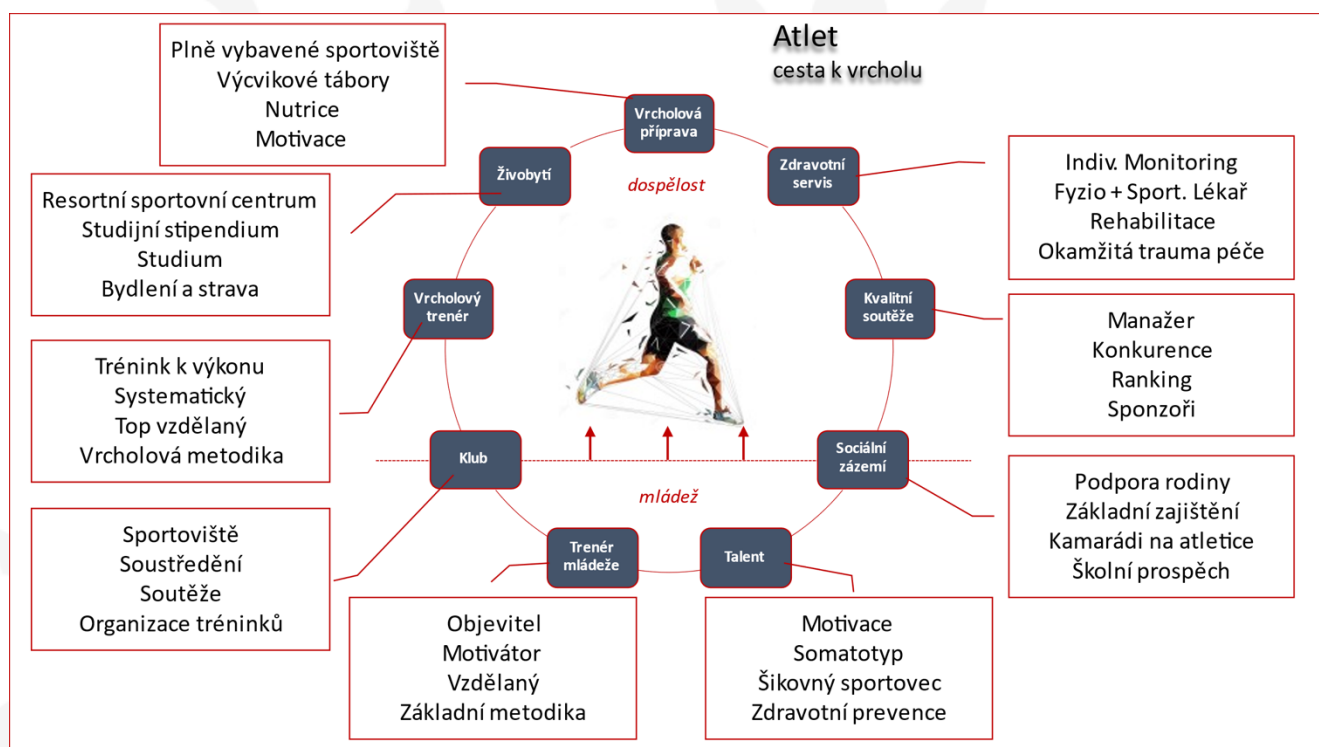 Atlet
cesta k vrcholu
Plně vybavené sportoviště
Výcvikové tábory
Nutrice
Motivace
Vrcholová
příprava
Živobytí
Zdravotní
servis
dospělost
Indiv. Monitoring
Fyzio + Sport. Lékař
Rehabilitace
Okamžitá trauma péče
Resortní sportovní centrum
Studijní stipendium
Studium
Bydlení a strava
Vrcholový
trenér
Kvalitní
soutěže
Manažer
Konkurence
Ranking
Sponzoři
Trénink k výkonu
Systematický
Top vzdělaný
Vrcholová metodika
Klub
Sociální
zázemí
mládež
Podpora rodiny
Základní zajištění
Kamarádi na atletice
Školní prospěch
Sportoviště
Soustředění
Soutěže
Organizace tréninků
Trenér
mládeže
Talent
Objevitel
Motivátor
Vzdělaný
Základní metodika
Motivace
Somatotyp
Šikovný sportovec
Zdravotní prevence